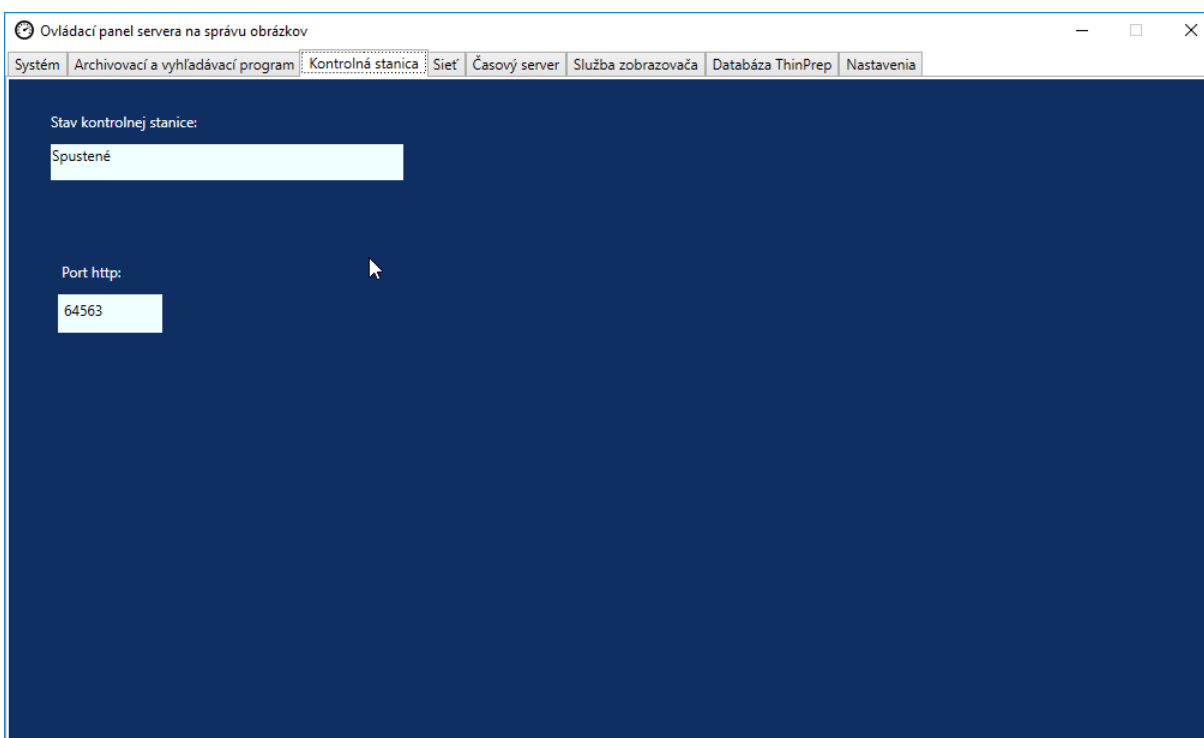 Ovládací panel servera na správu obrázkov
Systém Archivovací a vyhľadávací program Kontrolná stanica Sieť Časový server Služba zobrazovača Databáza ThinPrep Nastavenia
Stav kontrolnej stanice:
Spustené
Port http:
64563